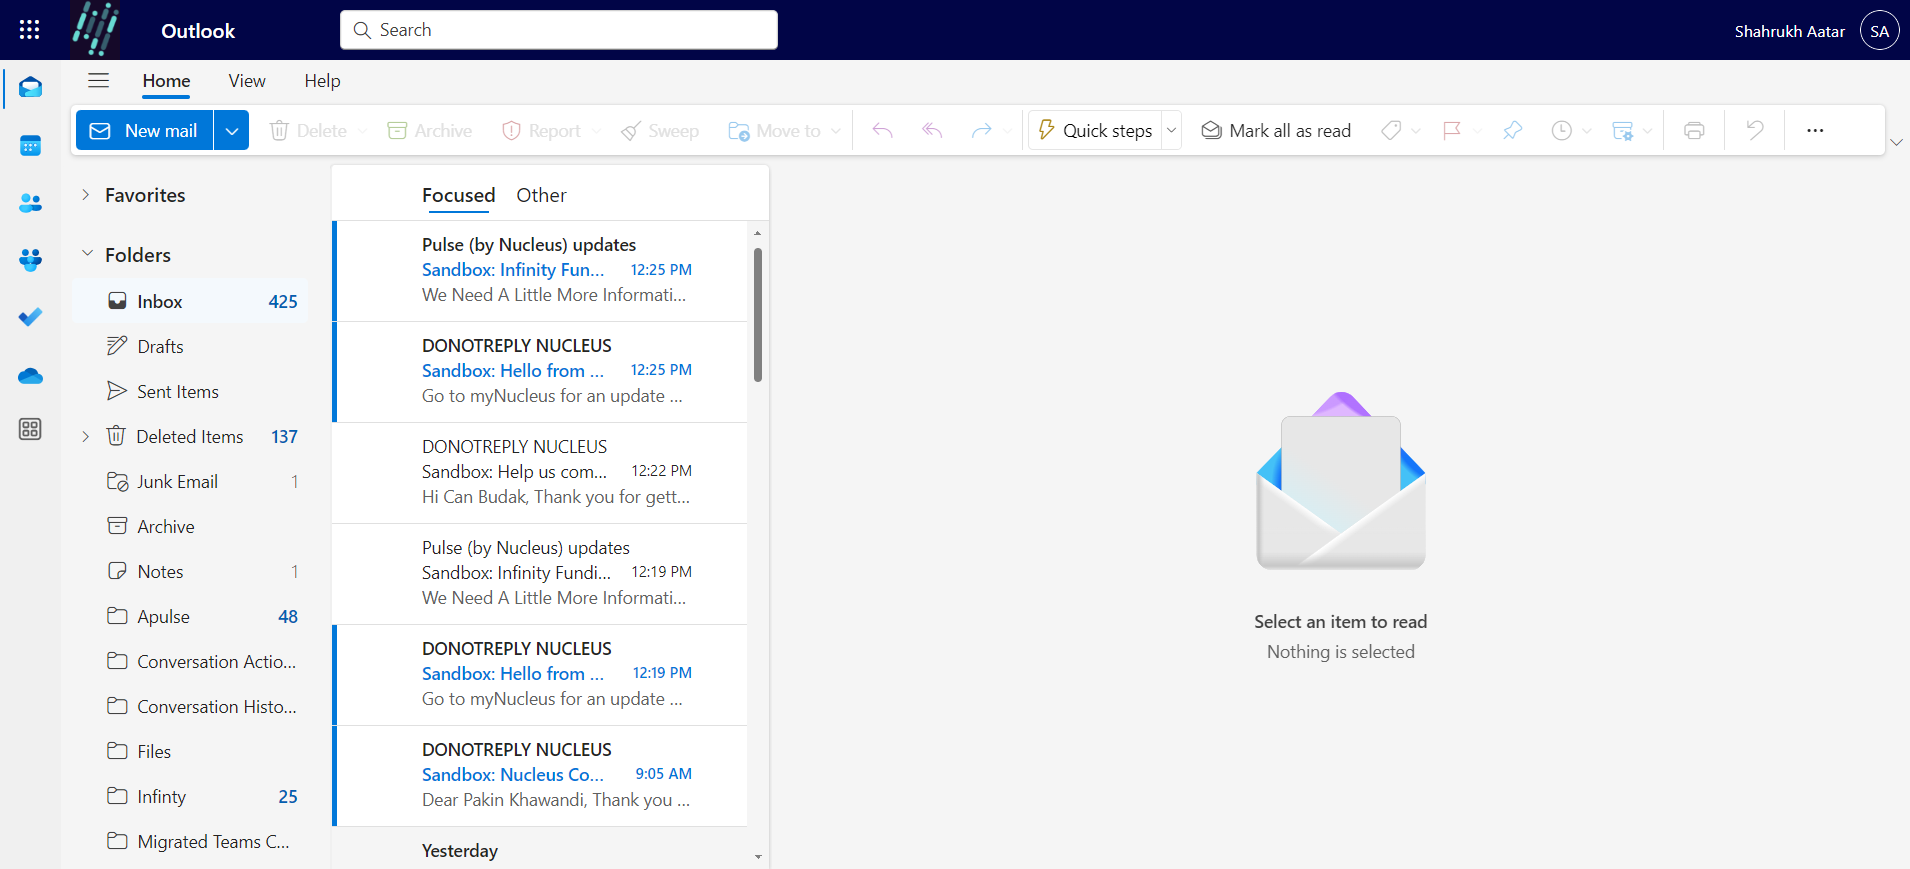 Outlook
Search
Shahrukh Aatar
SA
Home View Help
New mail
Delete
Archive
Report
Sweep
Move to
Quick steps
Mark all as read
Favorites
Folders
Inbox 425
Drafts
Sent Items
Deleted Items 137
Junk Email 1
Archive
Notes 1
Apulse 48
Conversation Actio...
Conversation Histo...
Files
Infinty 25
Migrated Teams C...
Focused Other
Pulse (by Nucleus) updates
Sandbox: Infinity Fun... 12:25 PM
We Need A Little More Informati...
DONOTREPLY NUCLEUS
Sandbox: Hello from ... 12:25 PM
Go to myNucleus for an update ...
DONOTREPLY NUCLEUS
Sandbox: Help us com... 12:22 PM
Hi Can Budak, Thank you for gett...
Pulse (by Nucleus) updates
Sandbox: Infinity Fundi... 12:19 PM
We Need A Little More Informati...
DONOTREPLY NUCLEUS
Sandbox: Hello from ... 12:19 PM
Go to myNucleus for an update ...
DONOTREPLY NUCLEUS
Sandbox: Nucleus Co... 9:05 AM
Dear Pakin Khawandi, Thank you ...
Yesterday
Select an item to read
Nothing is selected